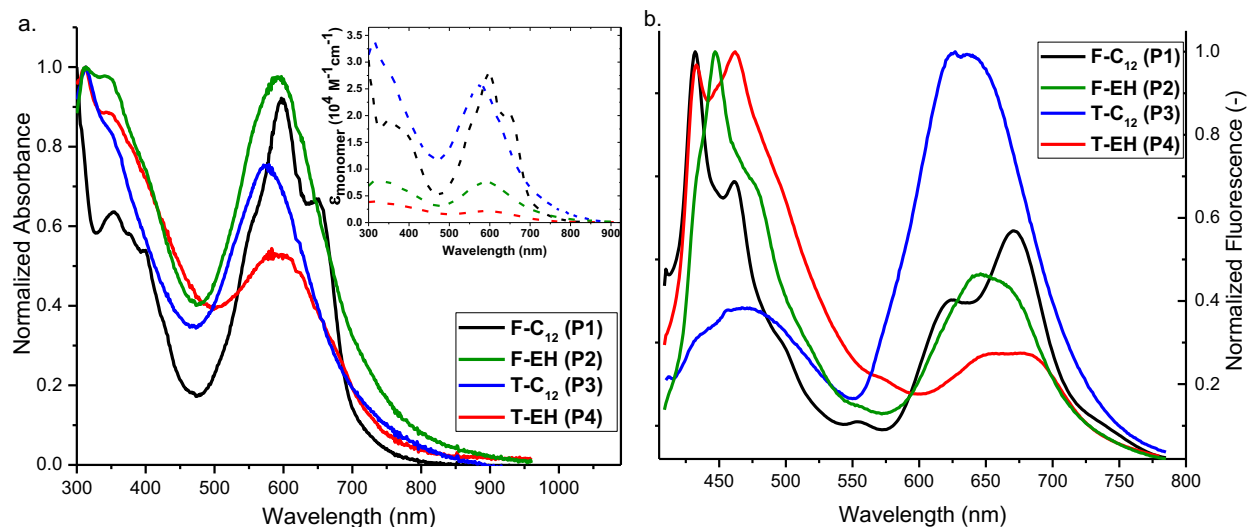 a.
Normalized Absorbance
1.0
0.8
0.6
0.4
0.2
0.0
300 400 500 600 700 800 900 1000
Wavelength (nm)
F-C₁₂ (P1)
F-EH (P2)
T-C₁₂ (P3)
T-EH (P4)
εmonomer (10⁴ M⁻¹cm⁻¹)
3.5
3.0
2.5
2.0
1.5
1.0
0.5
0.0
300 400 500 600 700 800 900
Wavelength (nm)
b.
F-C₁₂ (P1)
F-EH (P2)
T-C₁₂ (P3)
T-EH (P4)
1.0
0.8
0.6
0.4
0.2
Normalized Fluorescence (-)
450 500 550 600 650 700 750 800
Wavelength (nm)